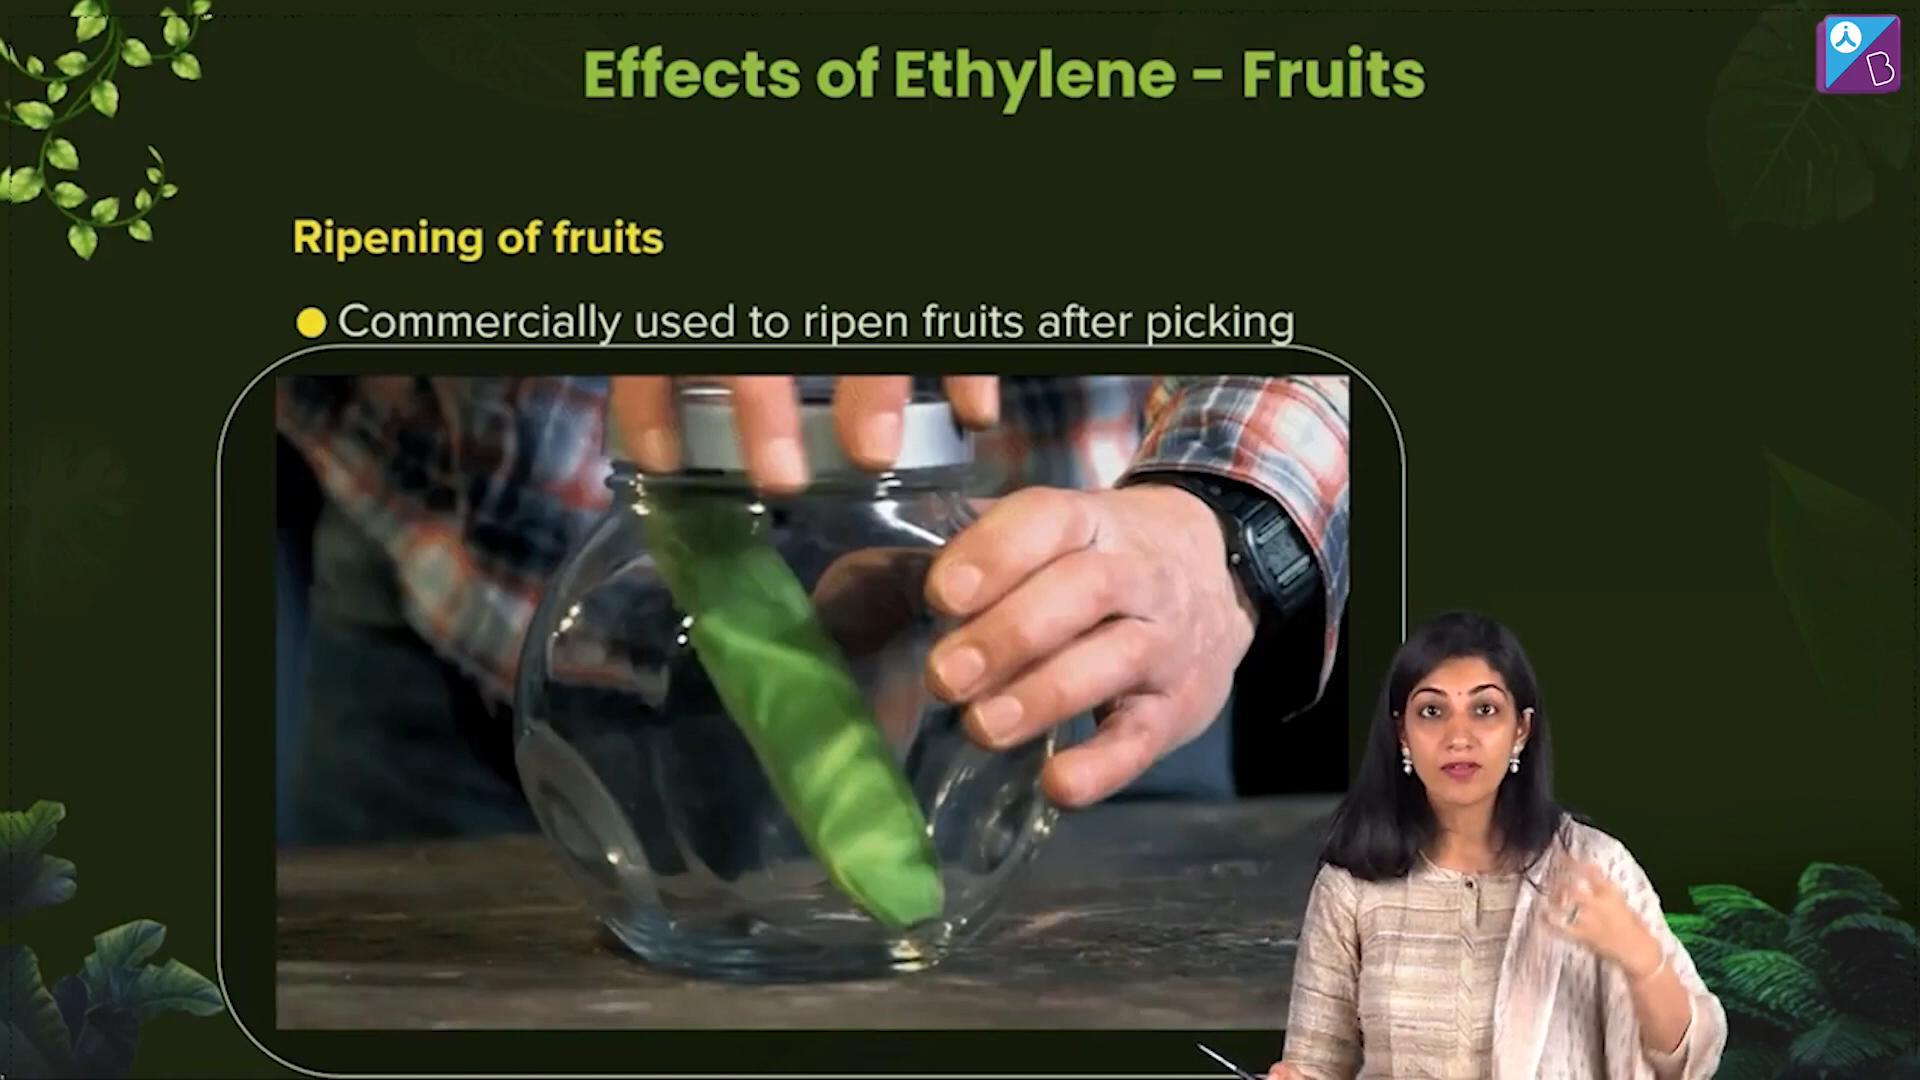 Effects of Ethylene - Fruits
Ripening of fruits
Commercially used to ripen fruits after picking